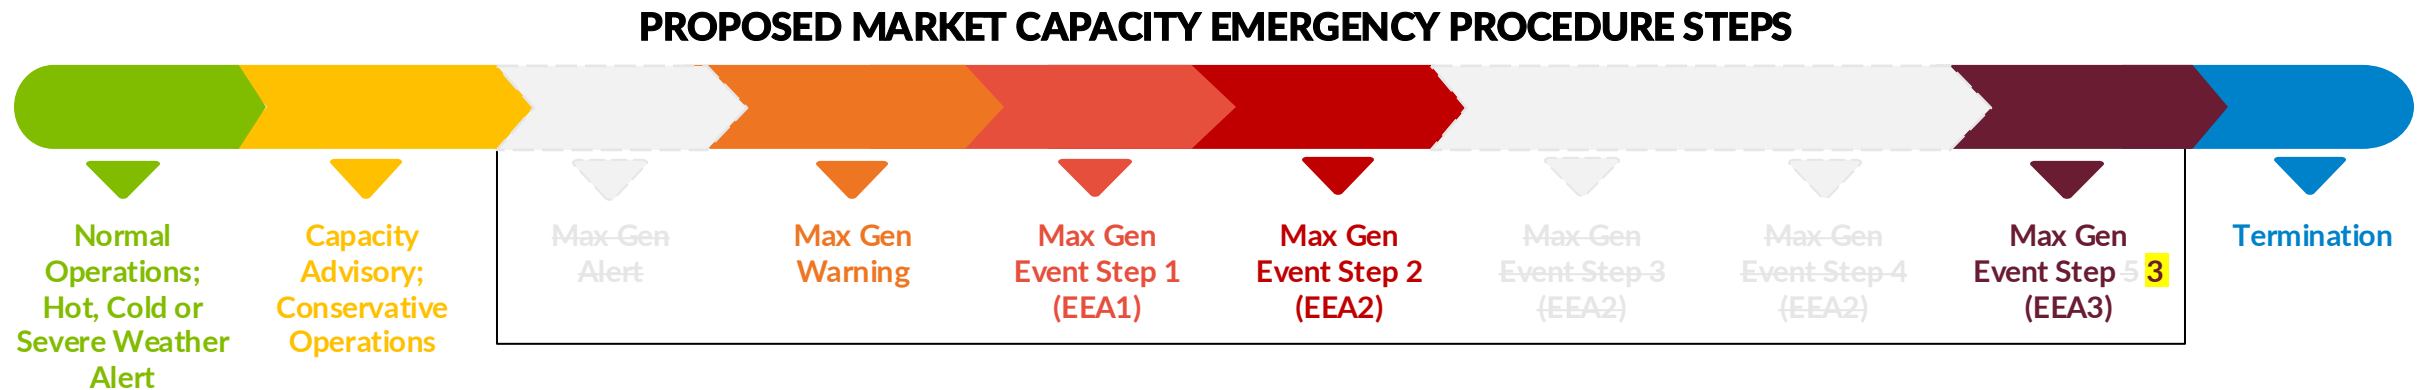 PROPOSED MARKET CAPACITY EMERGENCY PROCEDURE STEPS
Normal
Operations;
Hot, Cold or
Severe Weather
Alert
Capacity
Advisory;
Conservative
Operations
Max Gen
Alert
Max Gen
Warning
Max Gen
Event Step 1
(EEA1)
Max Gen
Event Step 2
(EEA2)
Max Gen
Event Step 3
(EEA2)
Max Gen
Event Step 4
(EEA2)
Max Gen
Event Step 5 3
(EEA3)
Termination